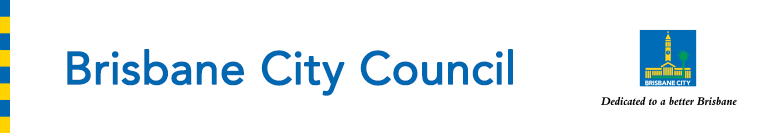 Brisbane City Council
BRISBANE CITY
Dedicated to a better Brisbane